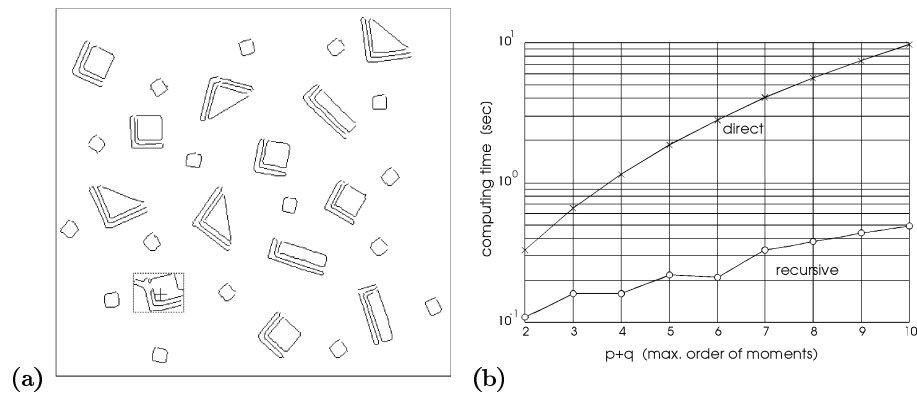 10^1
10^0
10^-1
computing time (sec)
direct
recursive
2 3 4 5 6 7 8 9 10
p+q (max. order of moments)
(a) (b)